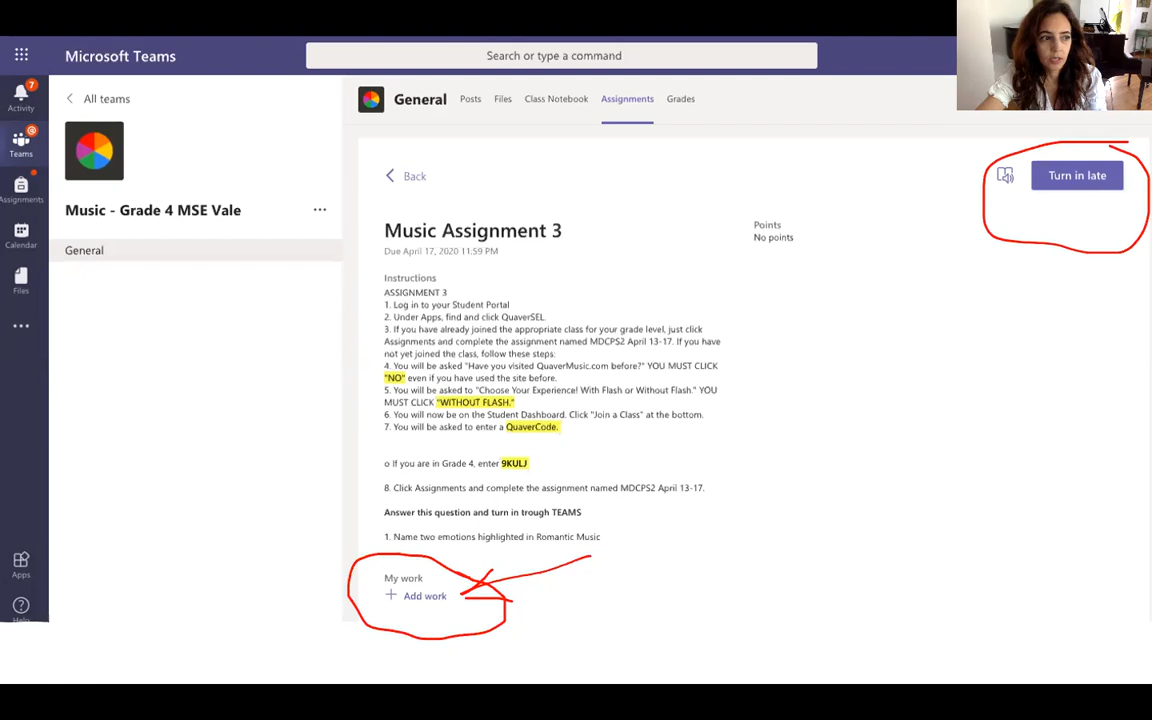 Microsoft Teams
Search or type a command
7
Activity
@
Teams
Assignments
Calendar
Files
Apps
Help
All teams
Music - Grade 4 MSE Vale
General
General
Posts
Files
Class Notebook
Assignments
Grades
Back
Turn in late
Music Assignment 3
Due April 17, 2020 11:59 PM
Points
No points
Instructions
ASSIGNMENT 3
1. Log in to your Student Portal
2. Under Apps, find and click QuaverSEL.
3. If you have already joined the appropriate class for your grade level, just click
Assignments and complete the assignment named MDCPS2 April 13-17. If you have
not yet joined the class, follow these steps:
4. You will be asked "Have you visited QuaverMusic.com before?" YOU MUST CLICK
"NO" even if you have used the site before.
5. You will be asked to "Choose Your Experience! With Flash or Without Flash." YOU
MUST CLICK "WITHOUT FLASH."
6. You will now be on the Student Dashboard. Click "Join a Class" at the bottom.
7. You will be asked to enter a QuaverCode.
o If you are in Grade 4, enter 9KULJ
8. Click Assignments and complete the assignment named MDCPS2 April 13-17.
Answer this question and turn in trough TEAMS
1. Name two emotions highlighted in Romantic Music
My work
+ Add work